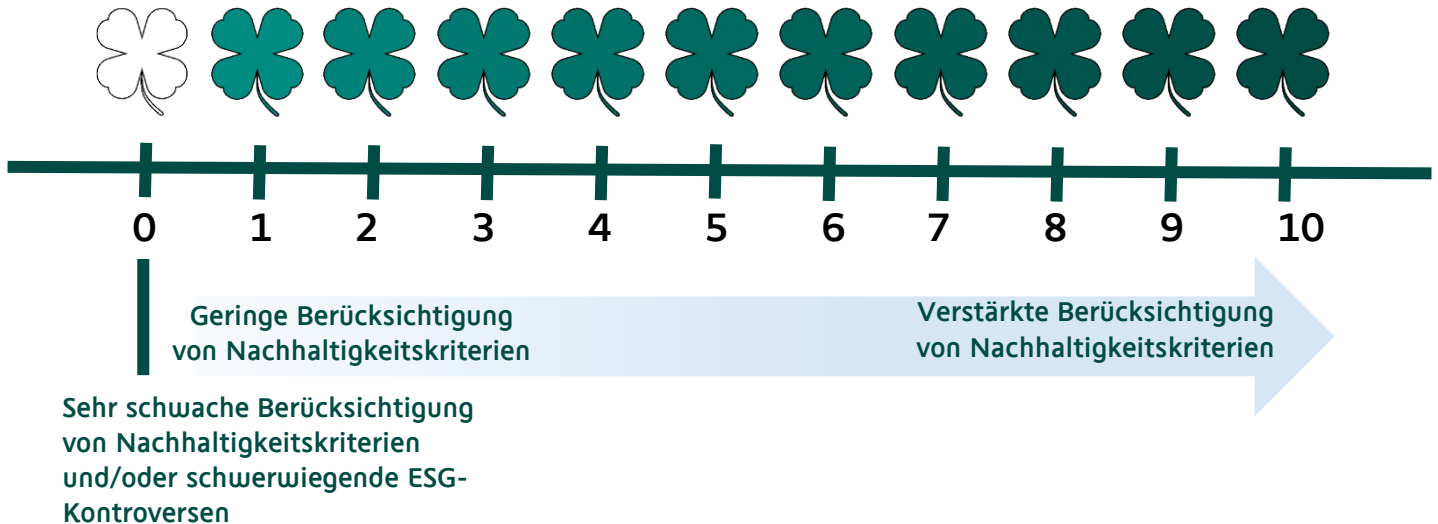 0 1 2 3 4 5 6 7 8 9 10
Geringe Berücksichtigung
von Nachhaltigkeitskriterien
Verstärkte Berücksichtigung
von Nachhaltigkeitskriterien
Sehr schwache Berücksichtigung
von Nachhaltigkeitskriterien
und/oder schwerwiegende ESG-
Kontroversen